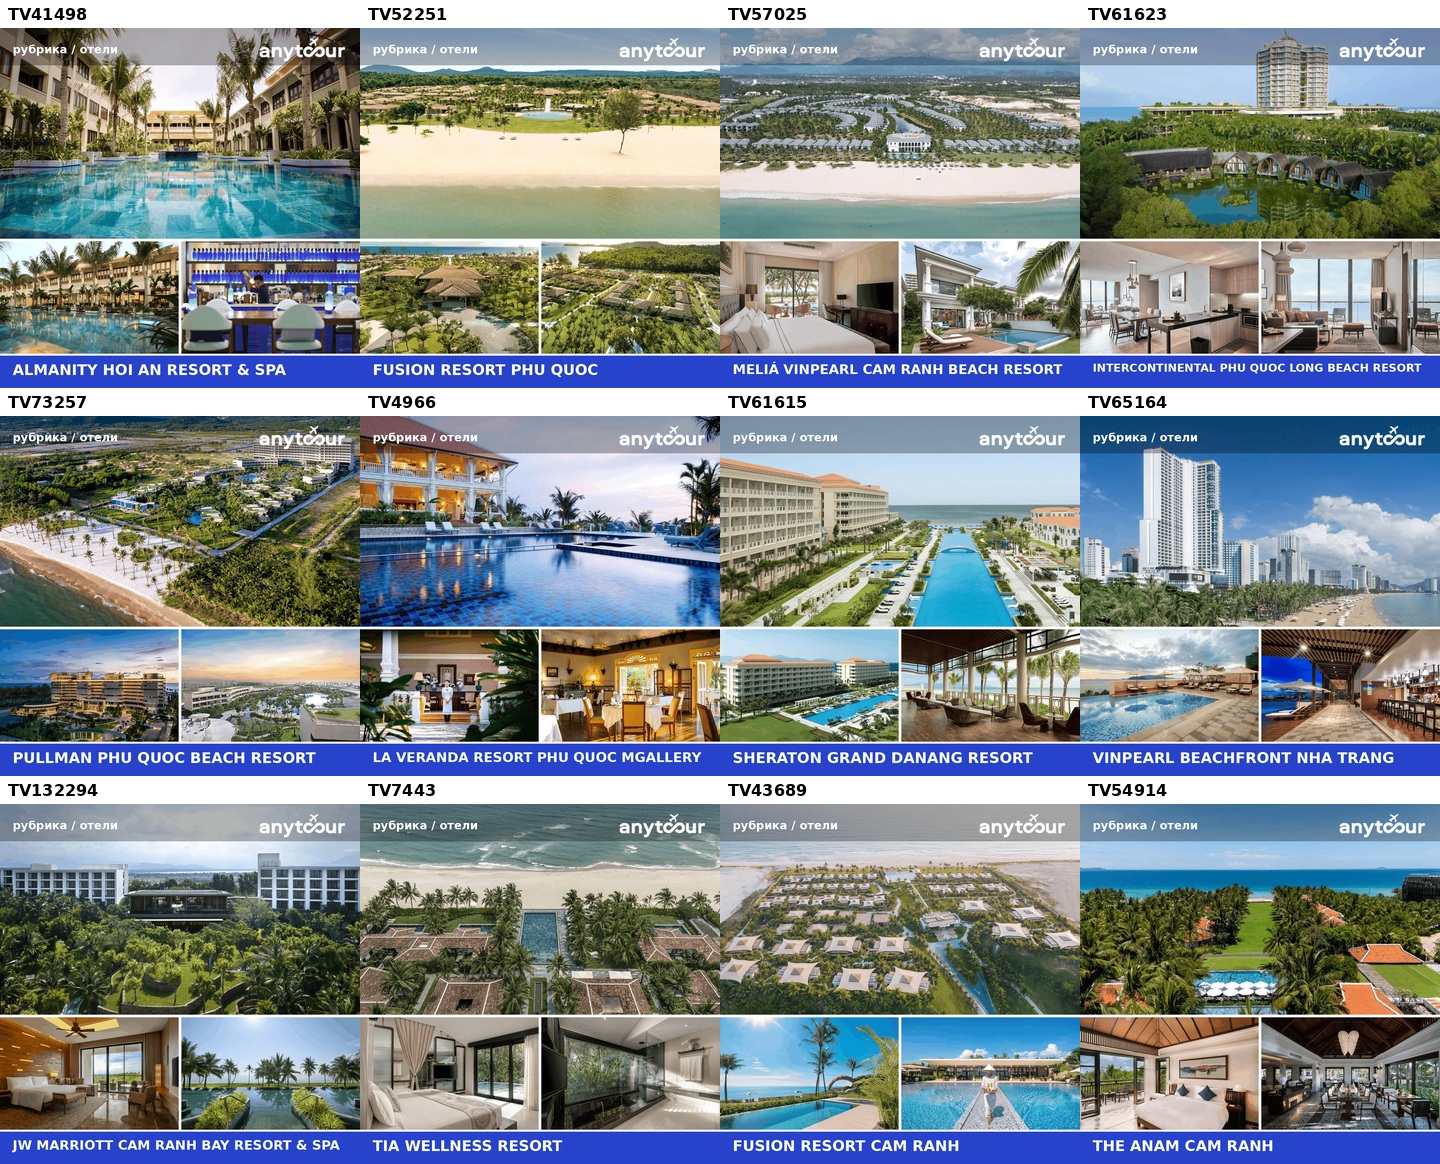 TV41498
TV52251
TV57025
TV61623
рубрика / отели
anytour
рубрика / отели
anytour
рубрика / отели
anytour
рубрика / отели
anytour
ALMANITY HOI AN RESORT & SPA
FUSION RESORT PHU QUOC
MELIÁ VINPEARL CAM RANH BEACH RESORT
INTERCONTINENTAL PHU QUOC LONG BEACH RESORT
TV73257
TV4966
TV61615
TV65164
рубрика / отели
anytour
рубрика / отели
anytour
рубрика / отели
anytour
рубрика / отели
anytour
PULLMAN PHU QUOC BEACH RESORT
LA VERANDA RESORT PHU QUOC MGALLERY
SHERATON GRAND DANANG RESORT
VINPEARL BEACHFRONT NHA TRANG
TV132294
TV7443
TV43689
TV54914
рубрика / отели
anytour
рубрика / отели
anytour
рубрика / отели
anytour
рубрика / отели
anytour
JW MARRIOTT CAM RANH BAY RESORT & SPA
TIA WELLNESS RESORT
FUSION RESORT CAM RANH
THE ANAM CAM RANH